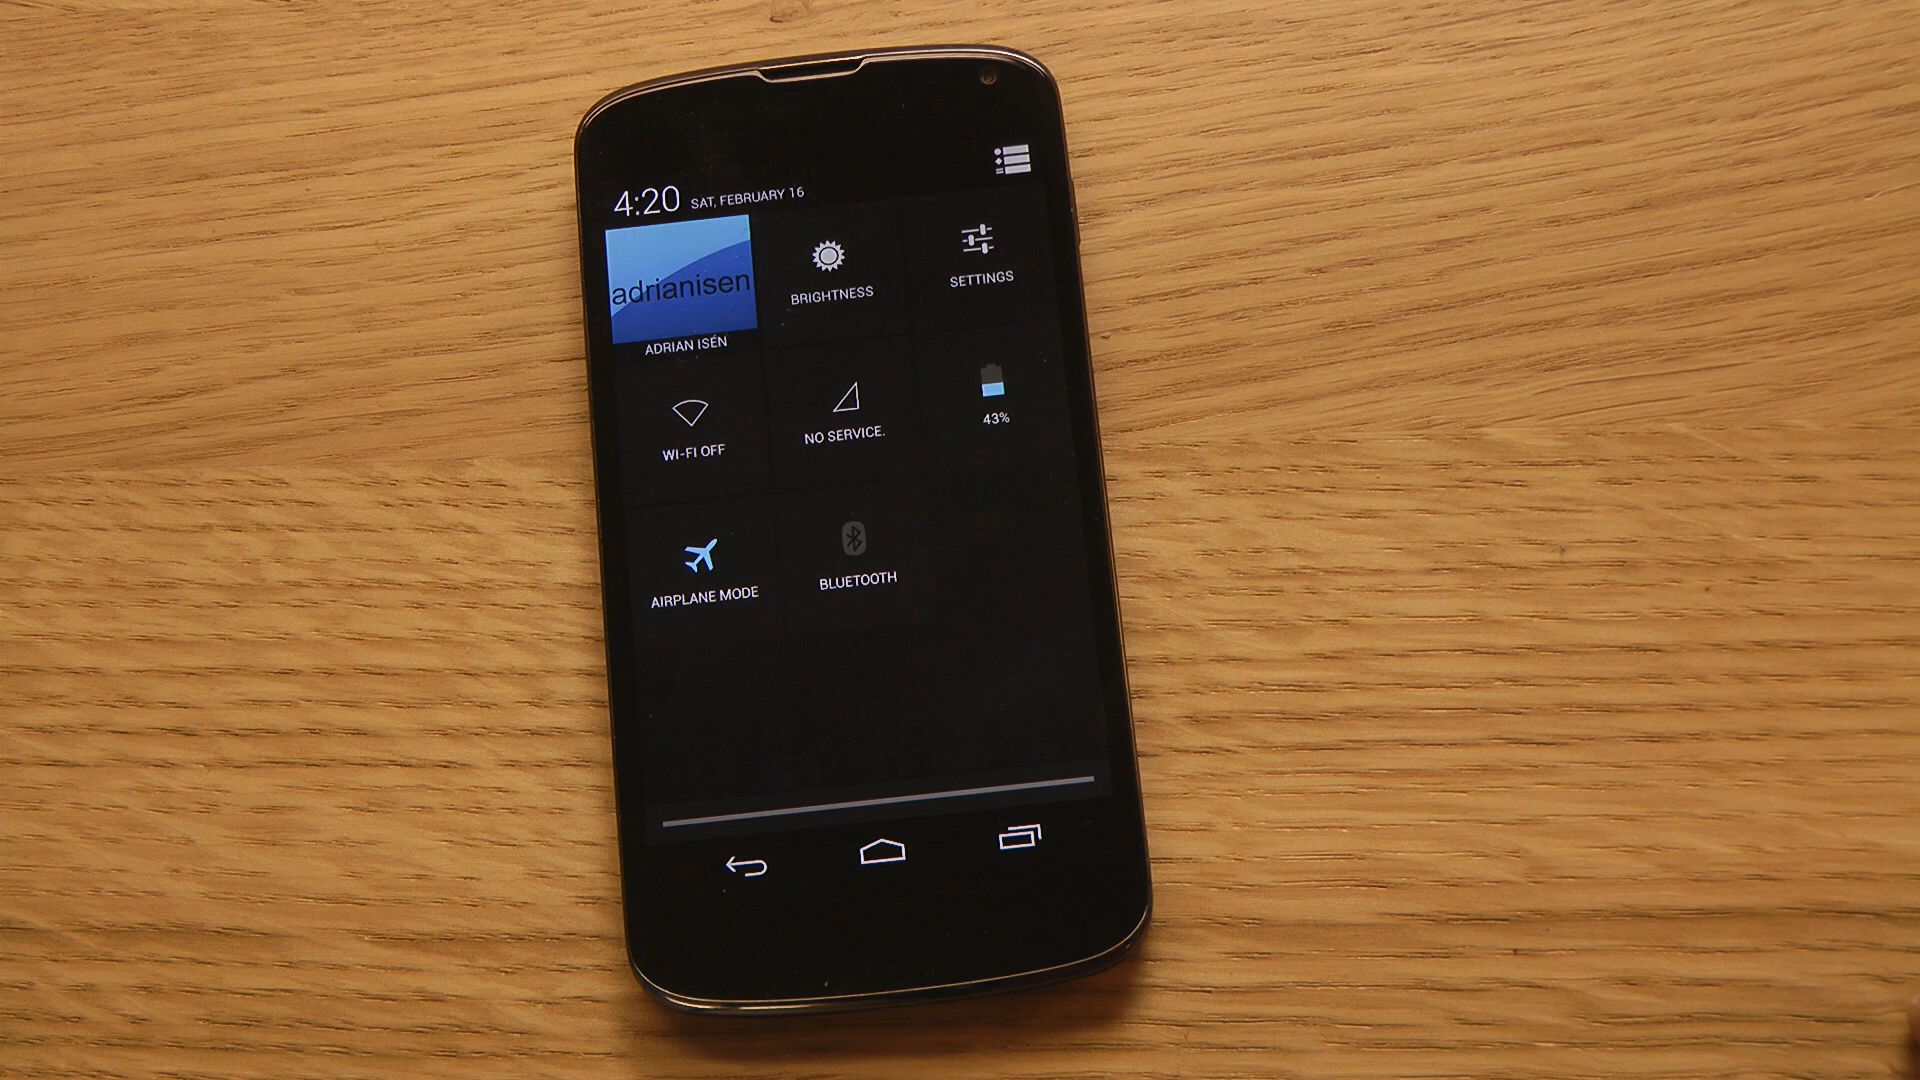 4:20 SAT, FEBRUARY 16
adrianisen
ADRIAN ISÉN
BRIGHTNESS
SETTINGS
WI-FI OFF
NO SERVICE.
43%
AIRPLANE MODE
BLUETOOTH